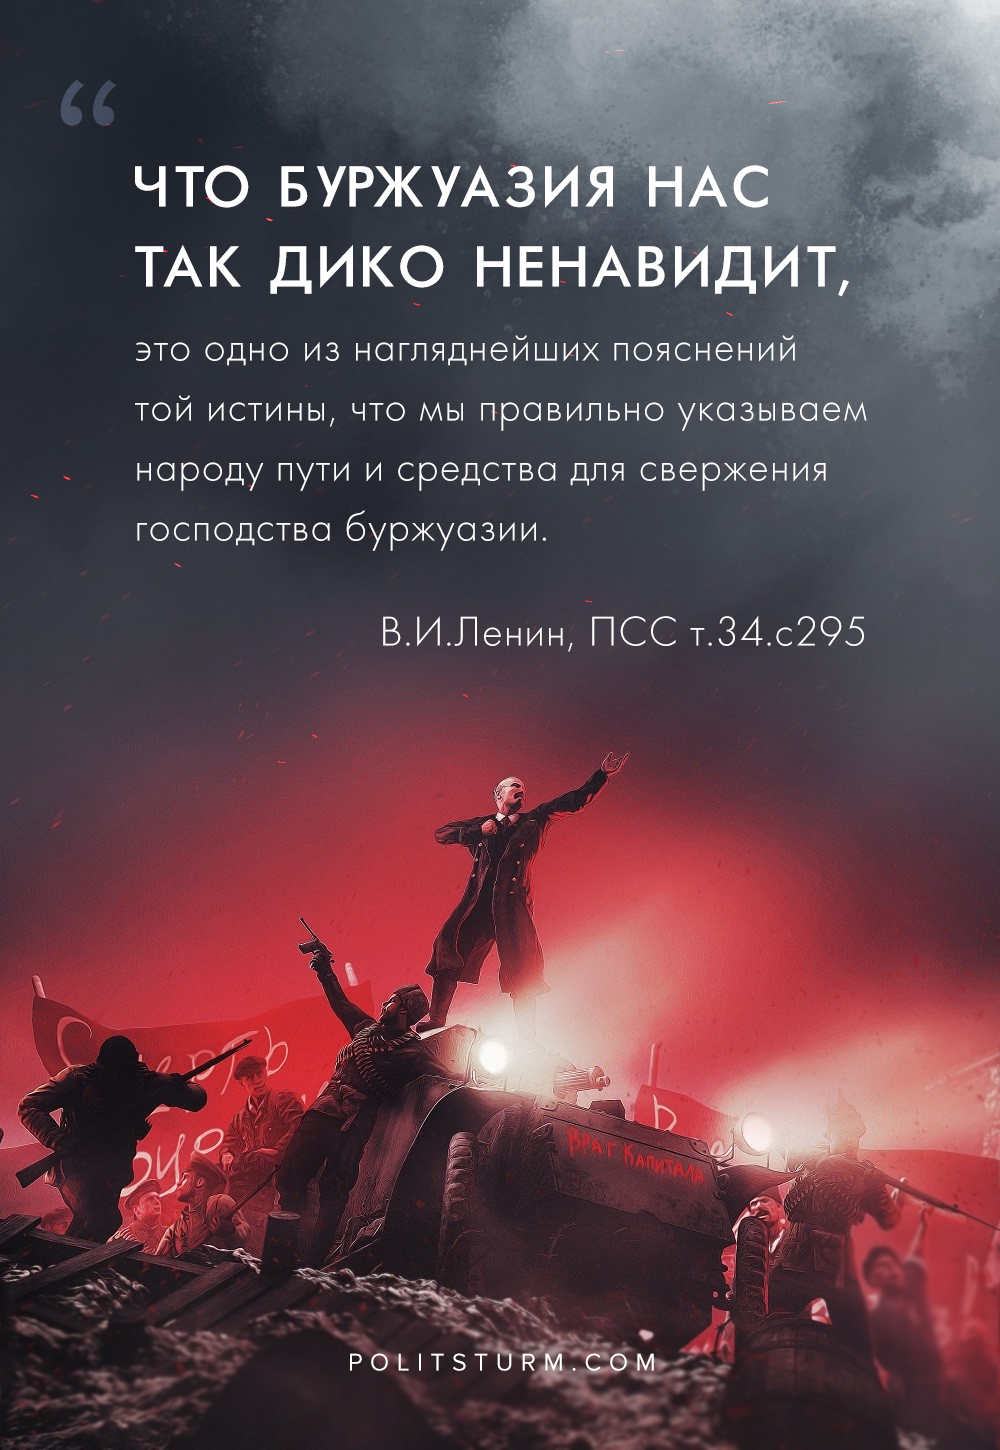 “
ЧТО БУРЖУАЗИЯ НАС
ТАК ДИКО НЕНАВИДИТ,
это одно из нагляднейших пояснений
той истины, что мы правильно указываем
народу пути и средства для свержения
господства буржуазии.
В.И.Ленин, ПСС т.34.с295
Смерть
ВРАГ КАПИТАЛА
POLITSTURM.COM